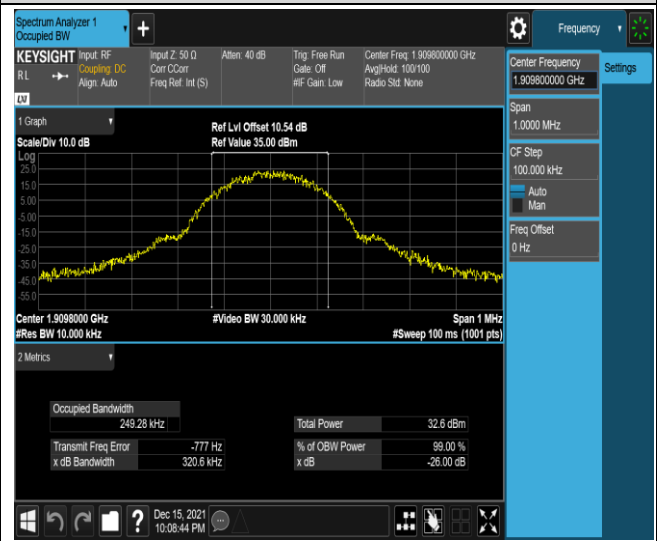 Spectrum Analyzer 1
Occupied BW
Frequency
KEYSIGHT
RL
LXI
Input: RF
Coupling: DC
Align: Auto
Input Z: 50 Ω
Corr CCorr
Freq Ref: Int (S)
Atten: 40 dB
Trig: Free Run
Gate: Off
#IF Gain: Low
Center Freq: 1.909800000 GHz
Avg|Hold: 100/100
Radio Std: None
Center Frequency
1.909800000 GHz
Settings
Span
1.0000 MHz
CF Step
100.000 kHz
Auto
Man
Freq Offset
0 Hz
1 Graph
Scale/Div 10.0 dB
Ref Lvl Offset 10.54 dB
Ref Value 35.00 dBm
Log
25.0
15.0
5.00
-5.00
-15.0
-25.0
-35.0
-45.0
-55.0
Center 1.9098000 GHz
#Video BW 30.000 kHz
Span 1 MHz
#Res BW 10.000 kHz
#Sweep 100 ms (1001 pts)
2 Metrics
Occupied Bandwidth
249.28 kHz
Total Power 32.6 dBm
Transmit Freq Error -777 Hz
% of OBW Power 99.00 %
x dB Bandwidth 320.6 kHz
x dB -26.00 dB
?
Dec 15, 2021
10:08:44 PM